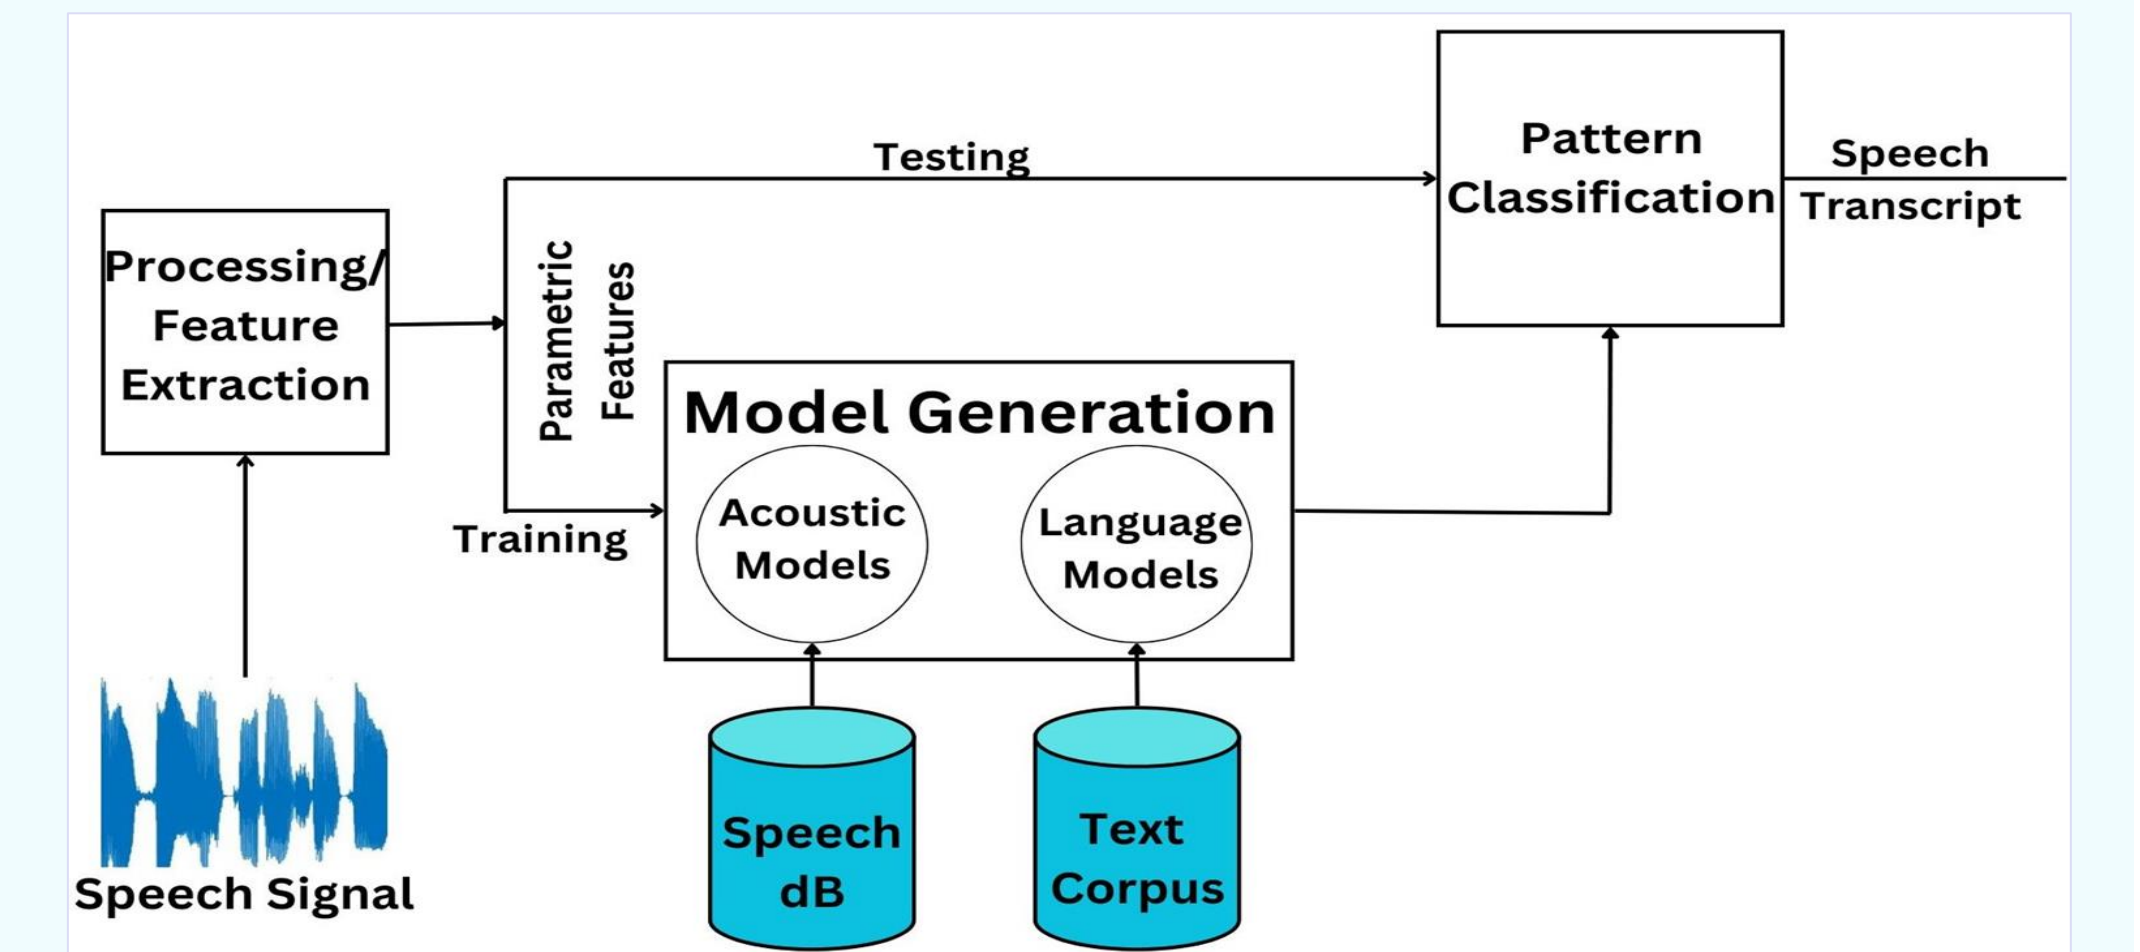 Processing/
Feature
Extraction
Speech Signal
Parametric
Features
Testing
Training
Model Generation
Acoustic
Models
Language
Models
Speech
dB
Text
Corpus
Pattern
Classification
Speech
Transcript